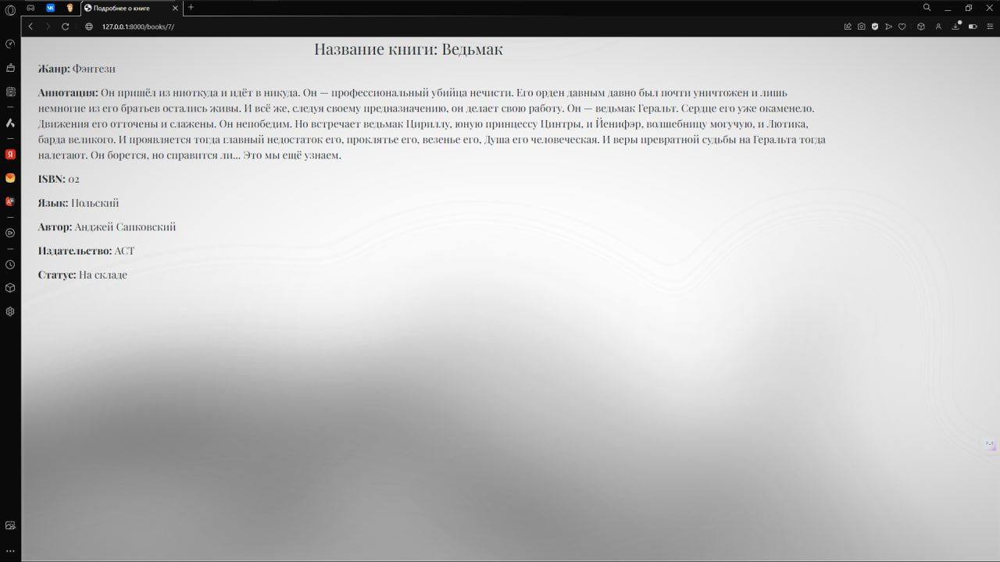 Подробнее о книге
127.0.0.1:8000/books/7/
Название книги: Ведьмак
Жанр: Фэнтези
Аннотация: Он пришёл из ниоткуда и идёт в никуда. Он — профессиональный убийца нечисти. Его орден давным давно был почти уничтожен и лишь
немногие из его братьев остались живы. И всё же, следуя своему предназначению, он делает свою работу. Он — ведьмак Геральт. Сердце его уже окаменело.
Движения его отточены и слажены. Он непобедим. Но встречает ведьмак Цириллу, юную принцессу Цинтры, и Йенифэр, волшебницу могучую, и Лютика,
барда великого. И проявляется тогда главный недостаток его, проклятье его, везенье его, Душа его человеческая. И веры превратной судьбы на Геральта тогда
налетают. Он борется, но справится ли... Это мы ещё узнаем.
ISBN: 02
Язык: Польский
Автор: Анджей Сапковский
Издательство: АСТ
Статус: На складе